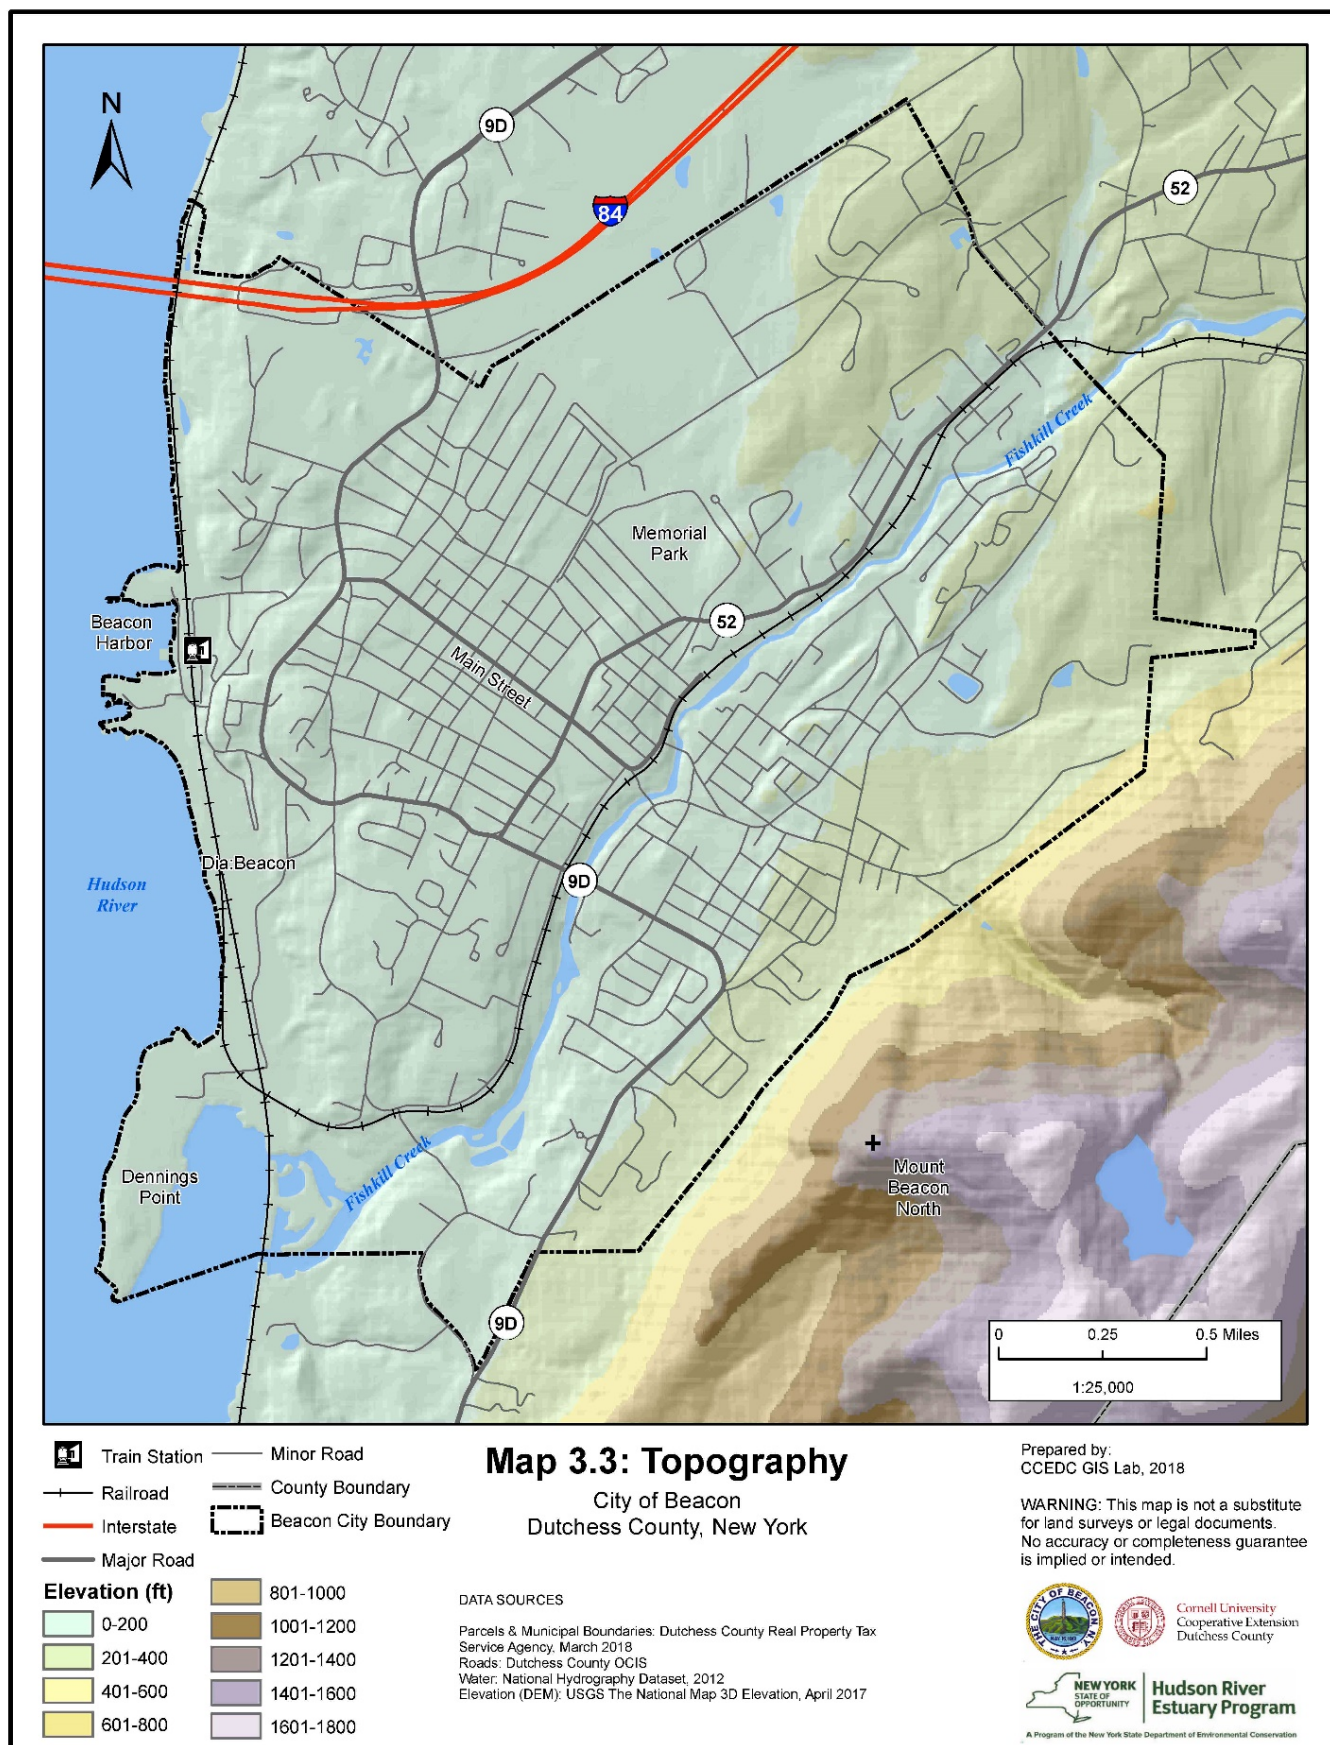 N
9D
84
52
Fishkill Creek
Memorial
Park
52
Beacon
Harbor
Main Street
Dia:Beacon
9D
Hudson
River
Fishkill Creek
Dennings
Point
Mount
Beacon
North
9D
0 0.25 0.5 Miles
1:25,000
Train Station
Railroad
Interstate
Major Road
Minor Road
County Boundary
Beacon City Boundary
Elevation (ft)
0-200
201-400
401-600
601-800
801-1000
1001-1200
1201-1400
1401-1600
1601-1800
Map 3.3: Topography
City of Beacon
Dutchess County, New York
DATA SOURCES
Parcels & Municipal Boundaries: Dutchess County Real Property Tax
Service Agency, March 2018
Roads: Dutchess County OCIS
Water: National Hydrography Dataset, 2012
Elevation (DEM): USGS The National Map 3D Elevation, April 2017
Prepared by:
CCEDC GIS Lab, 2018
WARNING: This map is not a substitute
for land surveys or legal documents.
No accuracy or completeness guarantee
is implied or intended.
THE CITY OF BEACON N.Y.
Cornell University
Cooperative Extension
Dutchess County
NEW YORK
STATE OF
OPPORTUNITY
Hudson River
Estuary Program
A Program of the New York State Department of Environmental Conservation